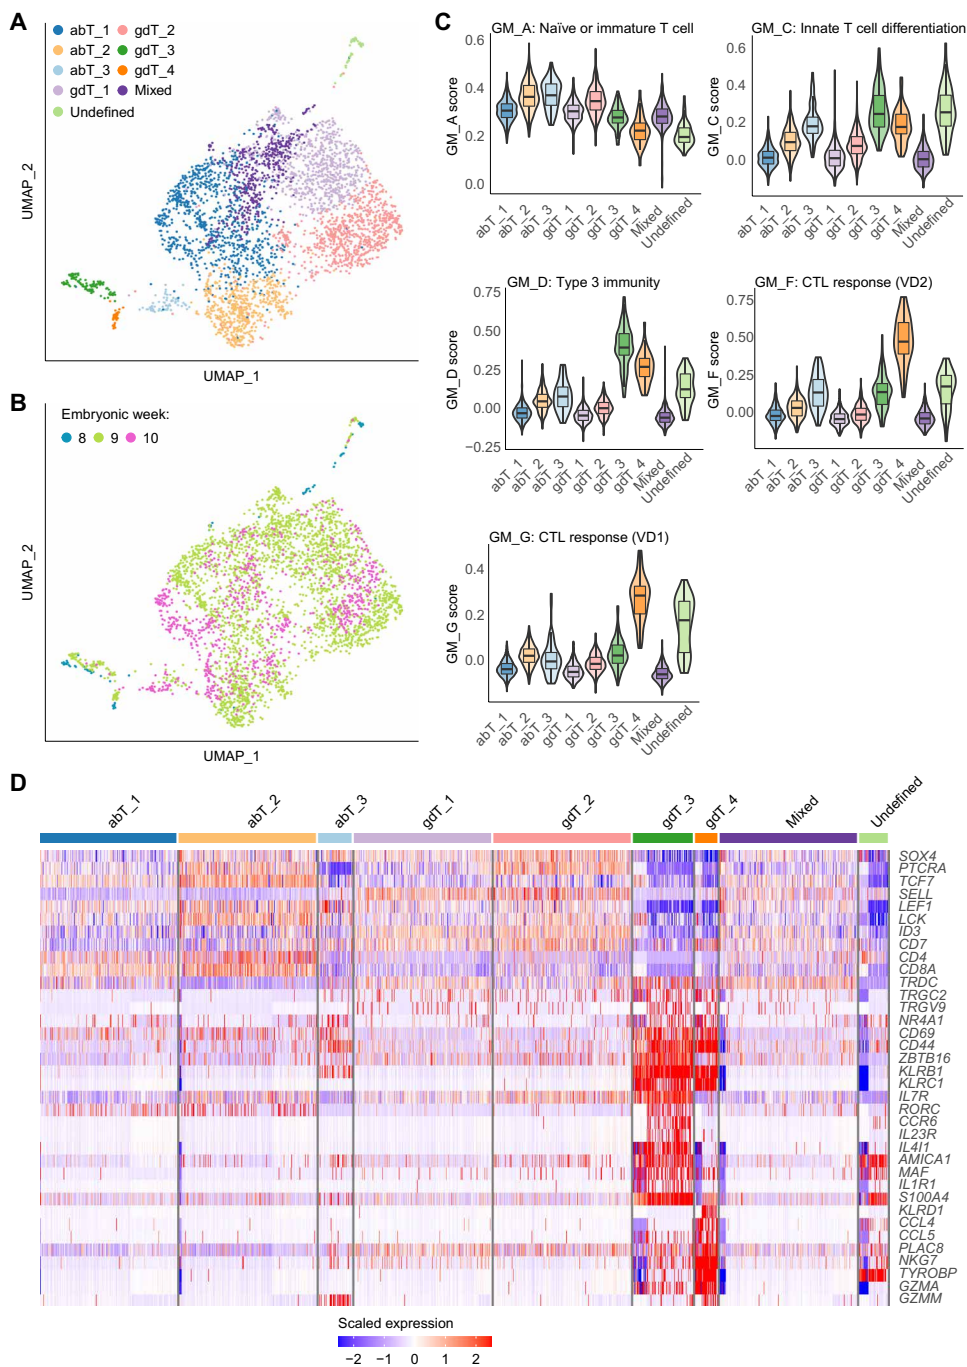 A
abT_1
abT_2
abT_3
gdT_1
Undefined
gdT_2
gdT_3
gdT_4
Mixed
UMAP_2
UMAP_1
B
Embryonic week:
8 9 10
UMAP_2
UMAP_1
C
GM_A: Naïve or immature T cell
GM_A score
0.6
0.4
0.2
0.0
abT_1 abT_2 abT_3 gdT_1 gdT_2 gdT_3 gdT_4 Mixed Undefined
GM_C: Innate T cell differentiation
GM_C score
0.6
0.4
0.2
0.0
abT_1 abT_2 abT_3 gdT_1 gdT_2 gdT_3 gdT_4 Mixed Undefined
GM_D: Type 3 immunity
GM_D score
0.75
0.50
0.25
0.00
−0.25
abT_1 abT_2 abT_3 gdT_1 gdT_2 gdT_3 gdT_4 Mixed Undefined
GM_F: CTL response (VD2)
GM_F score
0.75
0.50
0.25
0.00
abT_1 abT_2 abT_3 gdT_1 gdT_2 gdT_3 gdT_4 Mixed Undefined
GM_G: CTL response (VD1)
GM_G score
0.4
0.2
0.0
abT_1 abT_2 abT_3 gdT_1 gdT_2 gdT_3 gdT_4 Mixed Undefined
D
abT_1 abT_2 abT_3 gdT_1 gdT_2 gdT_3 gdT_4 Mixed Undefined
SOX4
PTCRA
TCF7
SELL
LEF1
LCK
ID3
CD7
CD4
CD8A
TRDC
TRGC2
TRGV9
NR4A1
CD69
CD44
ZBTB16
KLRB1
KLRC1
IL7R
RORC
CCR6
IL23R
IL4I1
AMICA1
MAF
IL1R1
S100A4
KLRD1
CCL4
CCL5
PLAC8
NKG7
TYROBP
GZMA
GZMM
Scaled expression
−2 −1 0 1 2